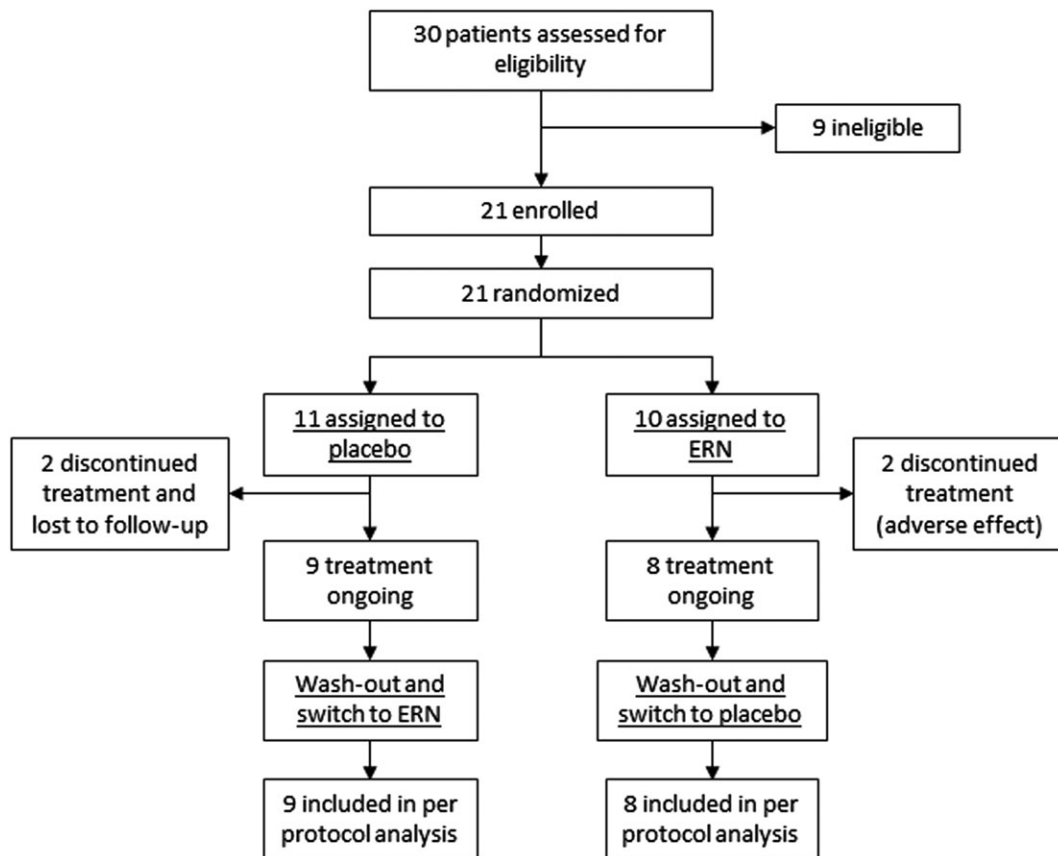 30 patients assessed for
eligibility
9 ineligible
21 enrolled
21 randomized
11 assigned to
placebo
10 assigned to
ERN
2 discontinued
treatment and
lost to follow-up
2 discontinued
treatment
(adverse effect)
9 treatment
ongoing
8 treatment
ongoing
Wash-out and
switch to ERN
Wash-out and
switch to placebo
9 included in per
protocol analysis
8 included in per
protocol analysis